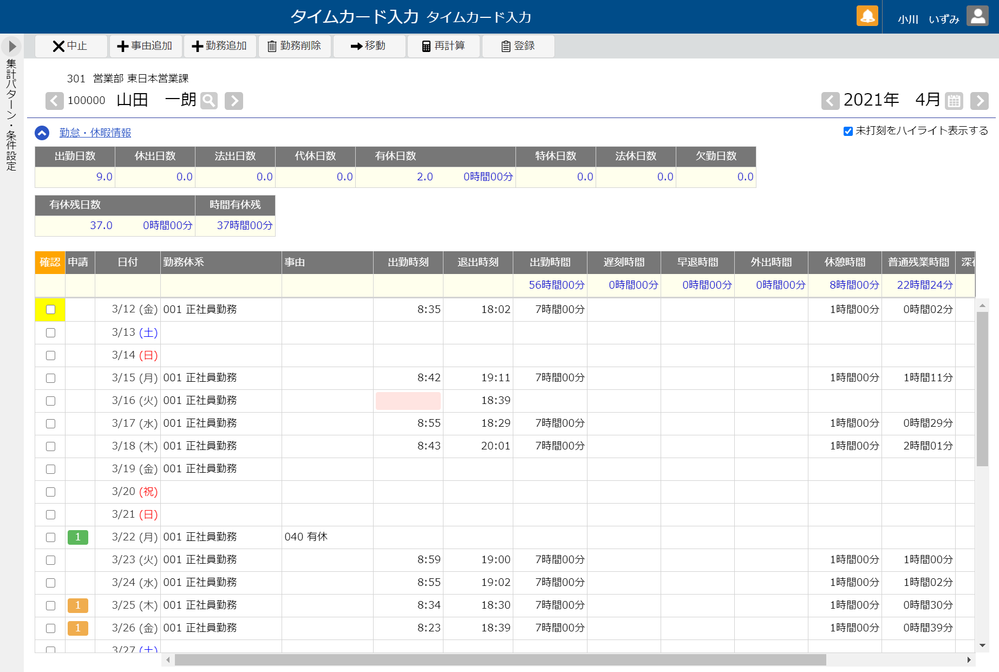 タイムカード入力 タイムカード入力
小川 いずみ
中止 事由追加 勤務追加 勤務削除 移動 再計算 登録
集計パターン・条件設定
301 営業部 東日本営業課
100000 山田 一朗
2021年 4月
勤怠・休暇情報
未打刻をハイライト表示する
出勤日数 休出日数 法出日数 代休日数 有休日数 特休日数 法休日数 欠勤日数
9.0 0.0 0.0 0.0 2.0 0時間00分 0.0 0.0 0.0
有休残日数 時間有休残
37.0 0時間00分 37時間00分
確認 申請 日付 勤務体系 事由 出勤時刻 退出時刻 出勤時間 遅刻時間 早退時間 外出時間 休憩時間 普通残業時間 深
56時間00分 0時間00分 0時間00分 0時間00分 8時間00分 22時間24分
3/12 (金) 001 正社員勤務 8:35 18:02 7時間00分 1時間00分 0時間02分
3/13 (土)
3/14 (日)
3/15 (月) 001 正社員勤務 8:42 19:11 7時間00分 1時間00分 1時間11分
3/16 (火) 001 正社員勤務 18:39
3/17 (水) 001 正社員勤務 8:55 18:29 7時間00分 1時間00分 0時間29分
3/18 (木) 001 正社員勤務 8:43 20:01 7時間00分 1時間00分 2時間01分
3/19 (金) 001 正社員勤務
3/20 (祝)
3/21 (日)
1 3/22 (月) 001 正社員勤務 040 有休
3/23 (火) 001 正社員勤務 8:59 19:00 7時間00分 1時間00分 1時間00分
3/24 (水) 001 正社員勤務 8:55 19:02 7時間00分 1時間00分 1時間02分
1 3/25 (木) 001 正社員勤務 8:34 18:30 7時間00分 1時間00分 0時間30分
1 3/26 (金) 001 正社員勤務 8:23 18:39 7時間00分 1時間00分 0時間39分
3/27 (土)